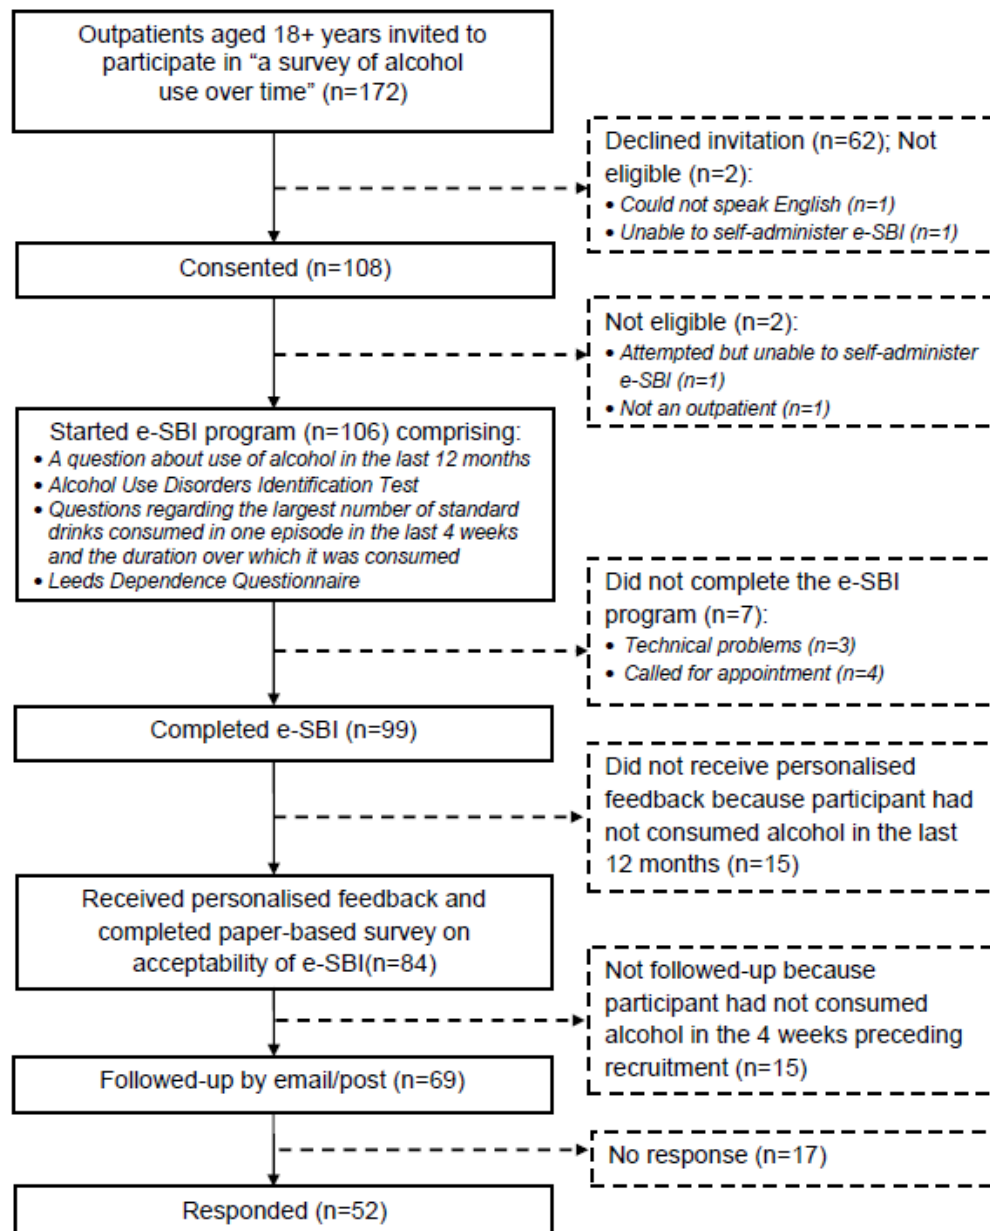 Outpatients aged 18+ years invited to
participate in “a survey of alcohol
use over time” (n=172)
Declined invitation (n=62); Not
eligible (n=2):
• Could not speak English (n=1)
• Unable to self-administer e-SBI (n=1)
Consented (n=108)
Not eligible (n=2):
• Attempted but unable to self-administer
e-SBI (n=1)
• Not an outpatient (n=1)
Started e-SBI program (n=106) comprising:
• A question about use of alcohol in the last 12 months
• Alcohol Use Disorders Identification Test
• Questions regarding the largest number of standard
drinks consumed in one episode in the last 4 weeks
and the duration over which it was consumed
• Leeds Dependence Questionnaire
Did not complete the e-SBI
program (n=7):
• Technical problems (n=3)
• Called for appointment (n=4)
Completed e-SBI (n=99)
Did not receive personalised
feedback because participant had
not consumed alcohol in the last
12 months (n=15)
Received personalised feedback and
completed paper-based survey on
acceptability of e-SBI(n=84)
Not followed-up because
participant had not consumed
alcohol in the 4 weeks preceding
recruitment (n=15)
Followed-up by email/post (n=69)
No response (n=17)
Responded (n=52)